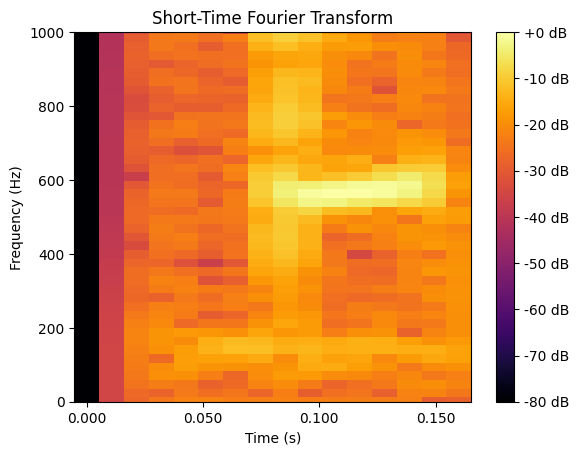 Short-Time Fourier Transform
1000
800
600
400
200
0
Frequency (Hz)
0.000
0.050
0.100
0.150
Time (s)
+0 dB
-10 dB
-20 dB
-30 dB
-40 dB
-50 dB
-60 dB
-70 dB
-80 dB